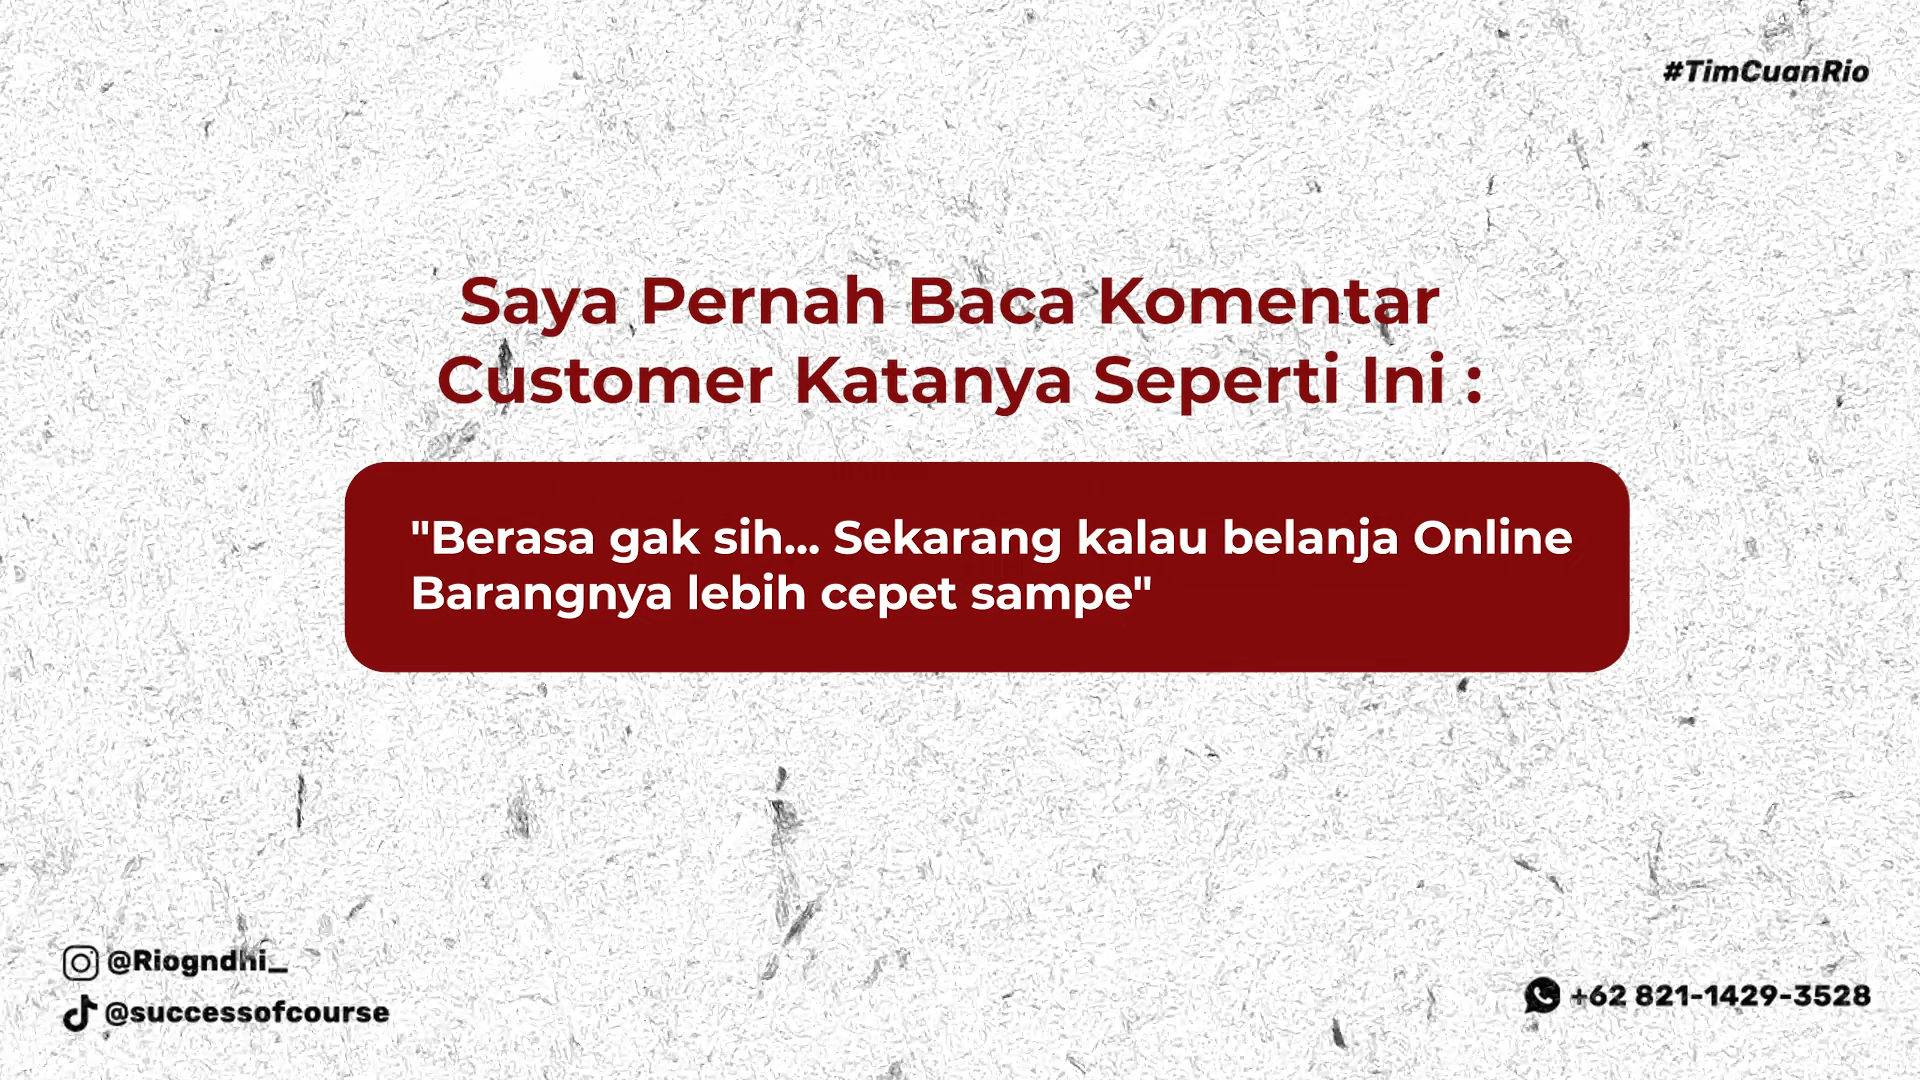 #TimCuanRio
Saya Pernah Baca Komentar
Customer Katanya Seperti Ini :
"Berasa gak sih... Sekarang kalau belanja Online
Barangnya lebih cepet sampe"
@Riogndhi_
@successofcourse
+62 821-1429-3528